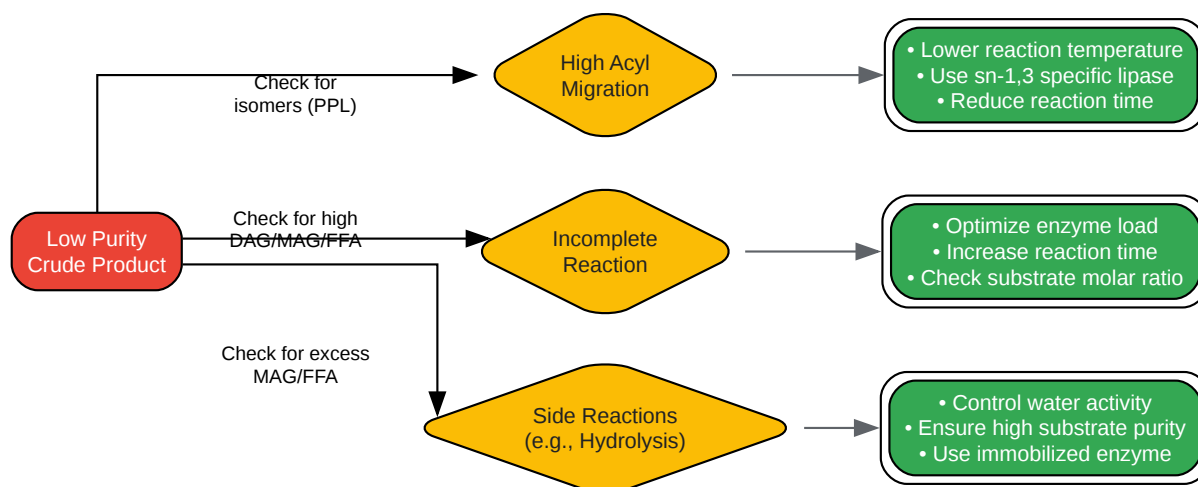 Check for
isomers (PPL)
High Acyl
Migration
• Lower reaction temperature
• Use sn-1,3 specific lipase
• Reduce reaction time
Low Purity
Crude Product
Check for high
DAG/MAG/FFA
Incomplete
Reaction
• Optimize enzyme load
• Increase reaction time
• Check substrate molar ratio
Check for excess
MAG/FFA
Side Reactions
(e.g., Hydrolysis)
• Control water activity
• Ensure high substrate purity
• Use immobilized enzyme